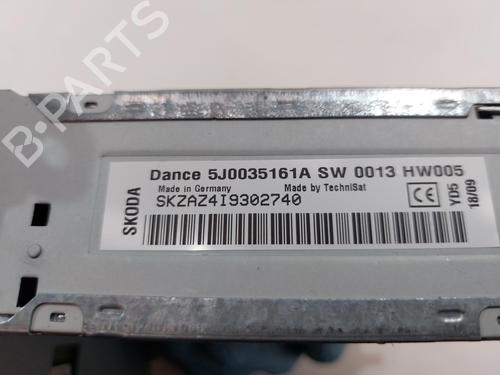 B-PARTS
SKODA
Dance 5J0035161A SW 0013 HW005
Made in Germany Made by TechniSat
SKZAZ4I9302740
CE
YD5
18/09